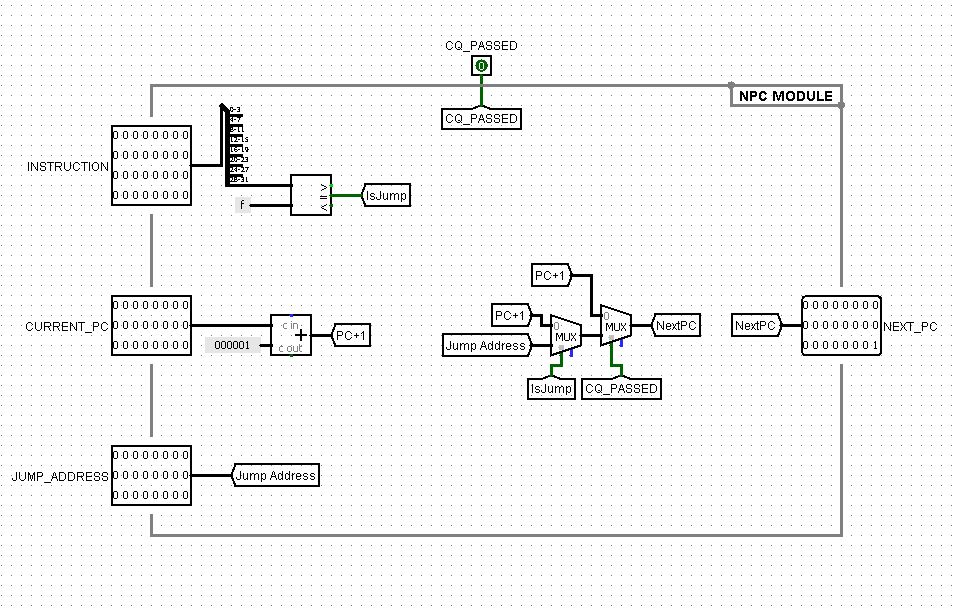 CQ_PASSED
0
CQ_PASSED
NPC MODULE
0-3
4-7
8-11
12-15
16-19
20-23
24-27
28-31
INSTRUCTION
0 0 0 0 0 0 0 0
0 0 0 0 0 0 0 0
0 0 0 0 0 0 0 0
0 0 0 0 0 0 0 0
f
>
=
<
IsJump
CURRENT_PC
0 0 0 0 0 0 0 0
0 0 0 0 0 0 0 0
0 0 0 0 0 0 0 0
000001
c in
+
c out
PC+1
PC+1
PC+1
Jump Address
0
MUX
0
MUX
IsJump
CQ_PASSED
NextPC
NextPC
0 0 0 0 0 0 0 0
0 0 0 0 0 0 0 0
0 0 0 0 0 0 0 1
NEXT_PC
JUMP_ADDRESS
0 0 0 0 0 0 0 0
0 0 0 0 0 0 0 0
0 0 0 0 0 0 0 0
Jump Address